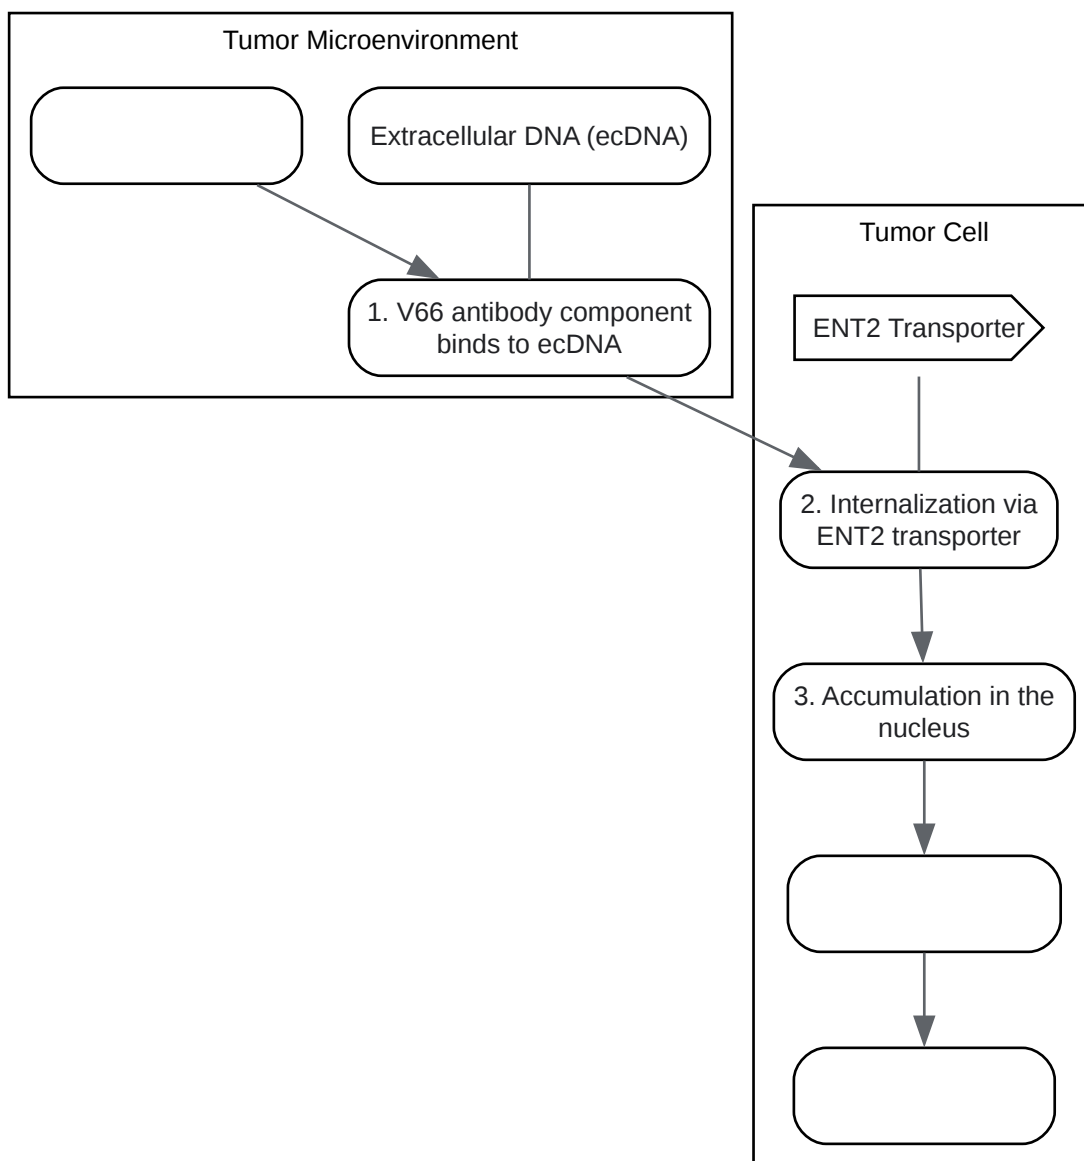 Tumor Microenvironment
Extracellular DNA (ecDNA)
1. V66 antibody component
binds to ecDNA
Tumor Cell
ENT2 Transporter
2. Internalization via
ENT2 transporter
3. Accumulation in the
nucleus